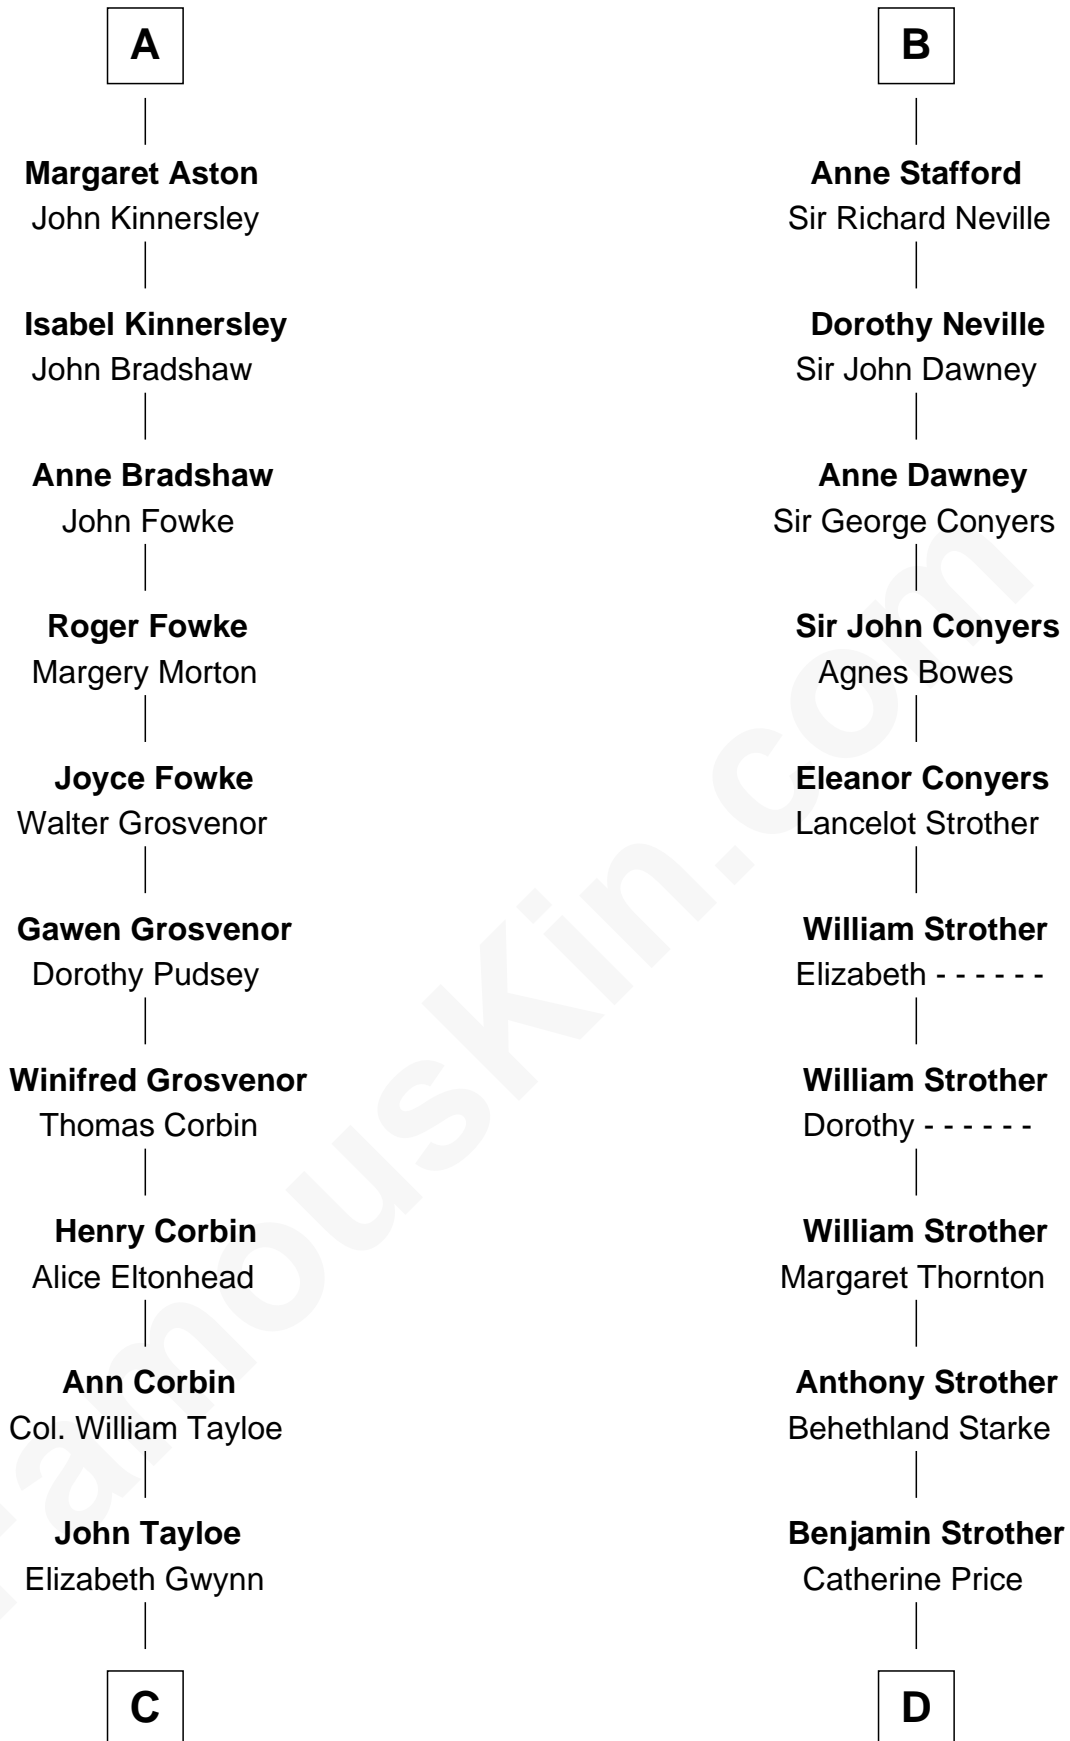 A
Margaret Aston
John Kinnersley
Isabel Kinnersley
John Bradshaw
Anne Bradshaw
John Fowke
Roger Fowke
Margery Morton
Joyce Fowke
Walter Grosvenor
Gawen Grosvenor
Dorothy Pudsey
Winifred Grosvenor
Thomas Corbin
Henry Corbin
Alice Eltonhead
Ann Corbin
Col. William Tayloe
John Tayloe
Elizabeth Gwynn
C
B
Anne Stafford
Sir Richard Neville
Dorothy Neville
Sir John Dawney
Anne Dawney
Sir George Conyers
Sir John Conyers
Agnes Bowes
Eleanor Conyers
Lancelot Strother
William Strother
Elizabeth - - - - - -
William Strother
Dorothy - - - - - -
William Strother
Margaret Thornton
Anthony Strother
Behethland Starke
Benjamin Strother
Catherine Price
D
FamousKin.com